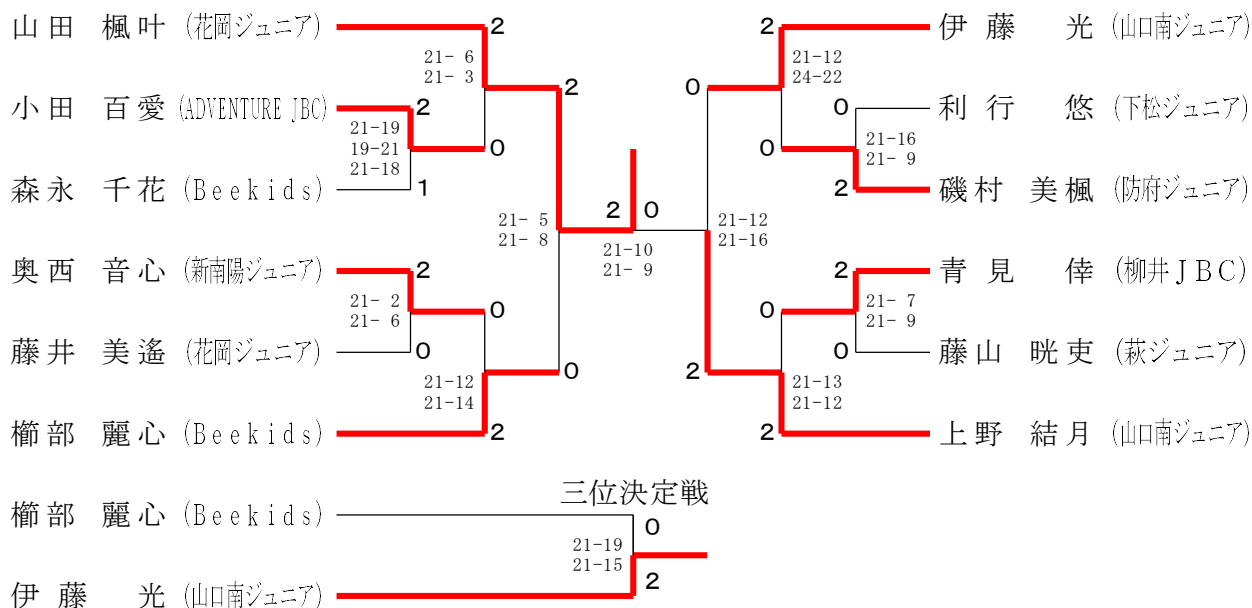 山田 楓叶 (花岡ジュニア) 2 2 伊藤 光 (山口南ジュニア)
21- 6 21-12
21- 3 24-22
2 0
小田 百愛 (ADVENTURE JBC) 2 0 利行 悠 (下松ジュニア)
21-19 21-16
19-21 0 0 21- 9
21-18
森永 千花 (Beekids) 1 2 磯村 美楓 (防府ジュニア)
2 0
21- 5 21-12
21- 8 21-16
21-10
21- 9
奥西 音心 (新南陽ジュニア) 2 2 青見 倖 (柳井JBC)
21- 2 21- 7
21- 6 0 0 21- 9
藤井 美遙 (花岡ジュニア) 0 0 藤山 晄吏 (萩ジュニア)
0 2
21-12 21-13
21-14 21-12
櫛部 麗心 (Beekids) 2 2 上野 結月 (山口南ジュニア)
三位決定戦
櫛部 麗心 (Beekids) 0
21-19
21-15
2
伊藤 光 (山口南ジュニア)